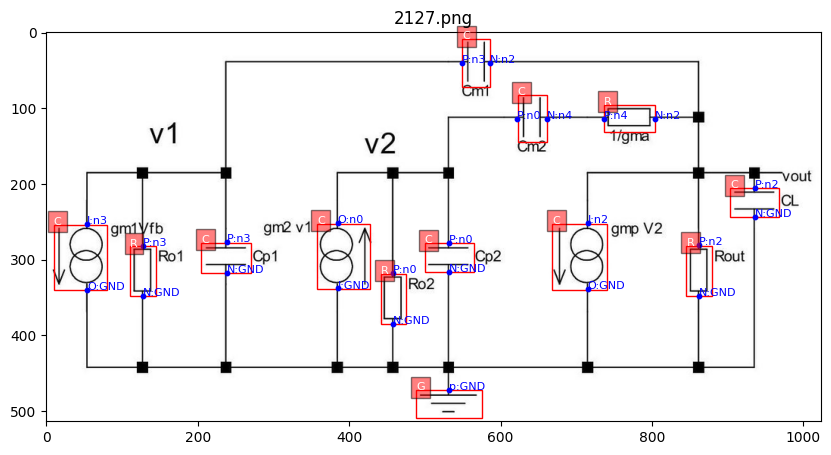 2127.png
0
100
200
300
400
500
0
200
400
600
800
1000
C
P:n3
N:n2
Cm1
C
P:n0
N:n4
Cm2
R
P:n4
N:n2
1/gma
v1
v2
C
P:n2
vout
CL
N:GND
C
I:n3
gm1Vfb
O:GND
R
P:n3
Ro1
N:GND
C
P:n3
Cp1
N:GND
C
O:n0
gm2 v1
I:GND
R
P:n0
Ro2
N:GND
C
P:n0
Cp2
N:GND
C
I:n2
gmp V2
O:GND
R
P:n2
Rout
N:GND
G
p:GND